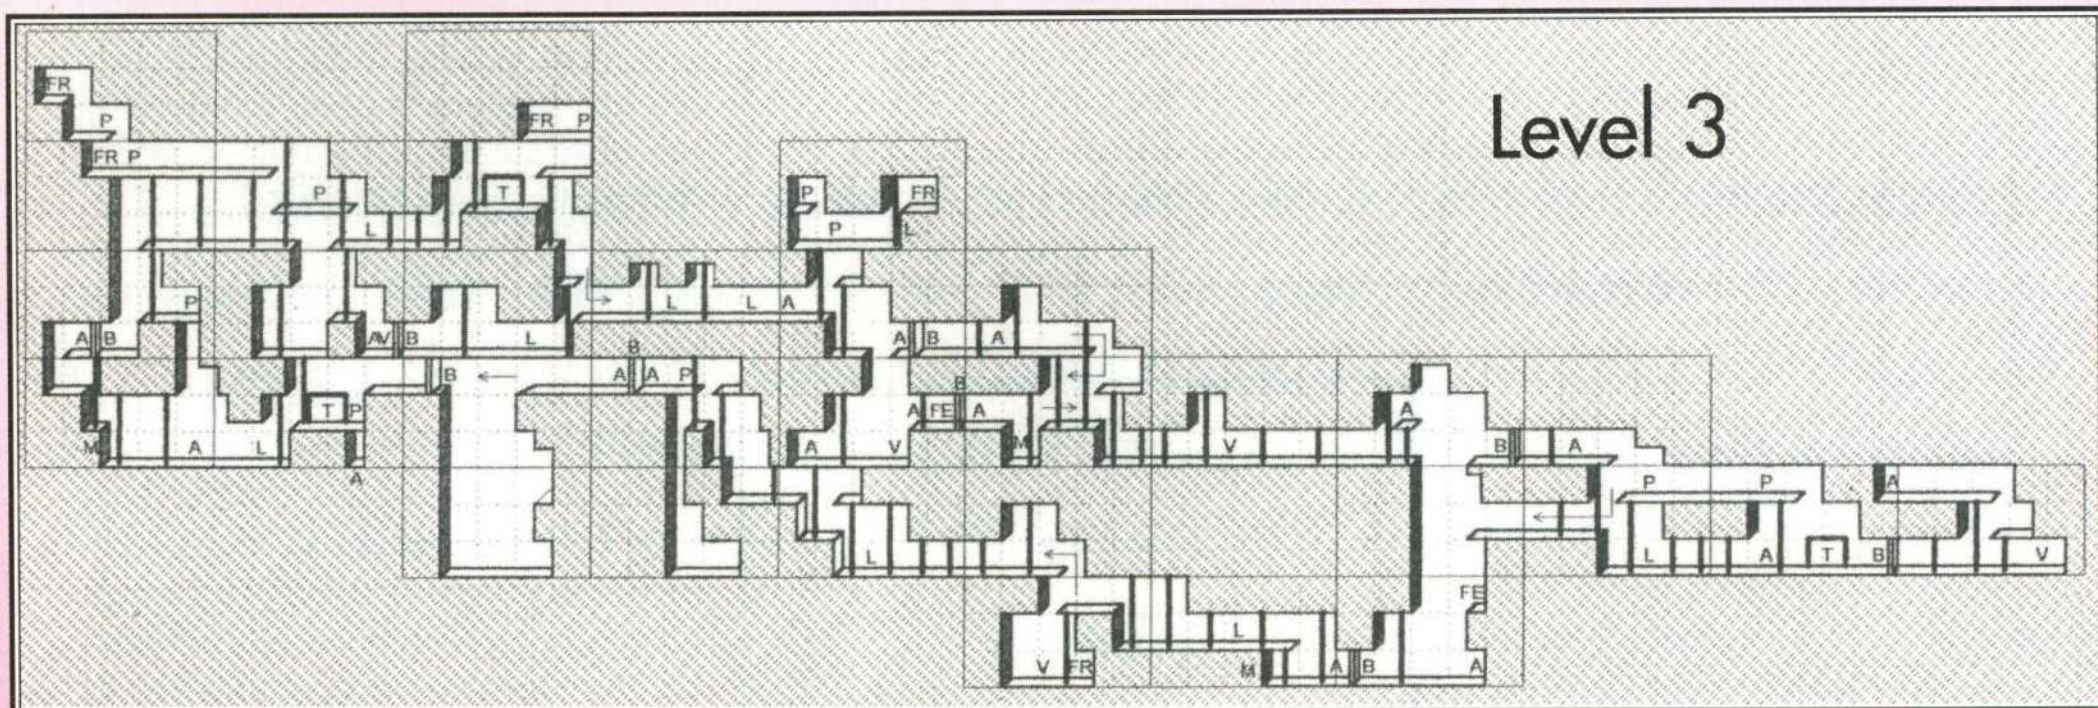 Level 3
FR
P
FR P
FR P
P
T
L
P FR
P L
P
L L A
A B
A V B
L
A B A
B
B
A A P
B
T P
A FE A
A
M
A L
A V
M
V
B A
A
P P A
L
L A T B V
FE
L
V FR
M A B A